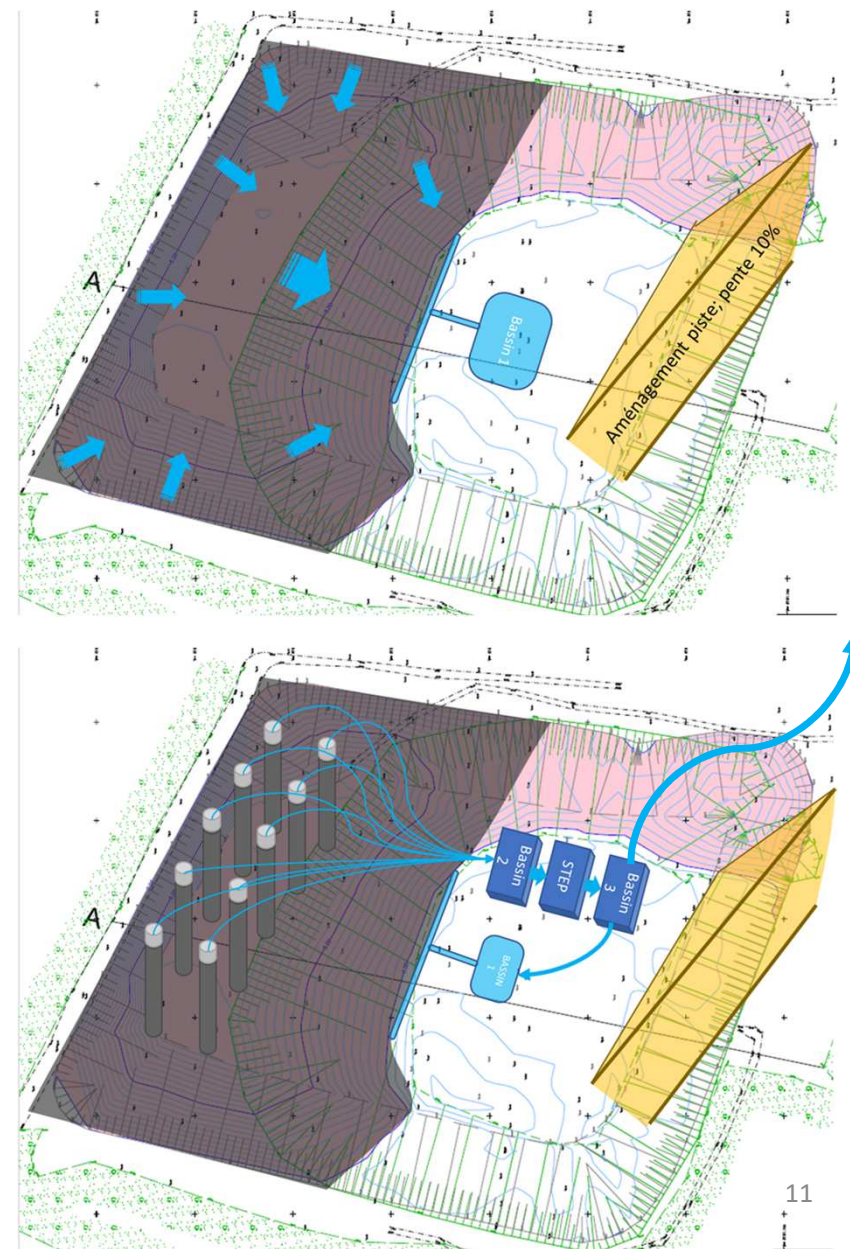 A
Bassin 1
Aménagement piste; pente 10%
A
Bassin
2
STEP
Bassin
3
BASSIN
1
11